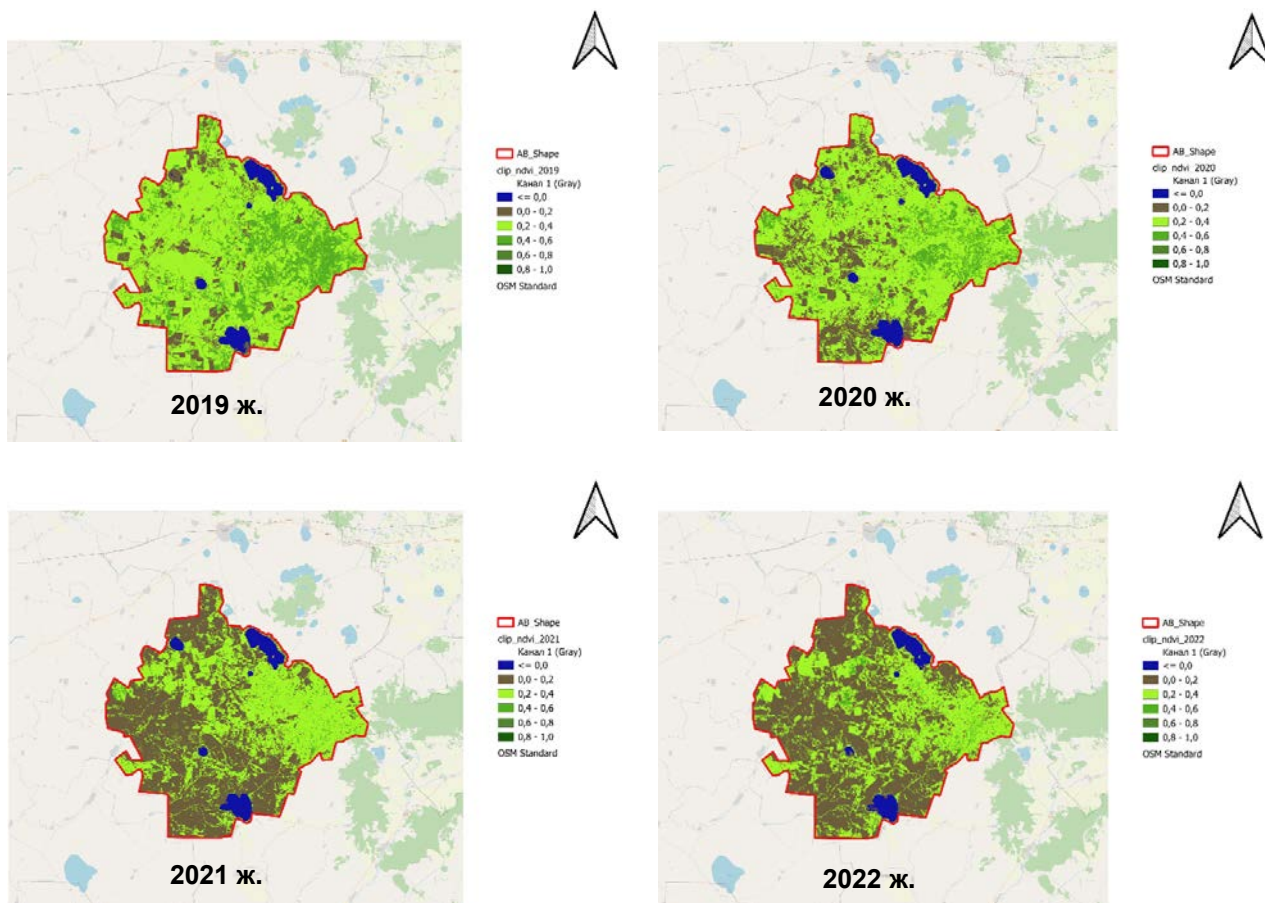 AB_Shape
clip_ndvi_2019
Канал 1 (Gray)
<= 0,0
0,0 - 0,2
0,2 - 0,4
0,4 - 0,6
0,6 - 0,8
0,8 - 1,0
OSM Standard
2019 ж.
AB_Shape
clip_ndvi_2020
Канал 1 (Gray)
<= 0,0
0,0 - 0,2
0,2 - 0,4
0,4 - 0,6
0,6 - 0,8
0,8 - 1,0
OSM Standard
2020 ж.
AB_Shape
clip_ndvi_2021
Канал 1 (Gray)
<= 0,0
0,0 - 0,2
0,2 - 0,4
0,4 - 0,6
0,6 - 0,8
0,8 - 1,0
OSM Standard
2021 ж.
AB_Shape
clip_ndvi_2022
Канал 1 (Gray)
<= 0,0
0,0 - 0,2
0,2 - 0,4
0,4 - 0,6
0,6 - 0,8
0,8 - 1,0
OSM Standard
2022 ж.